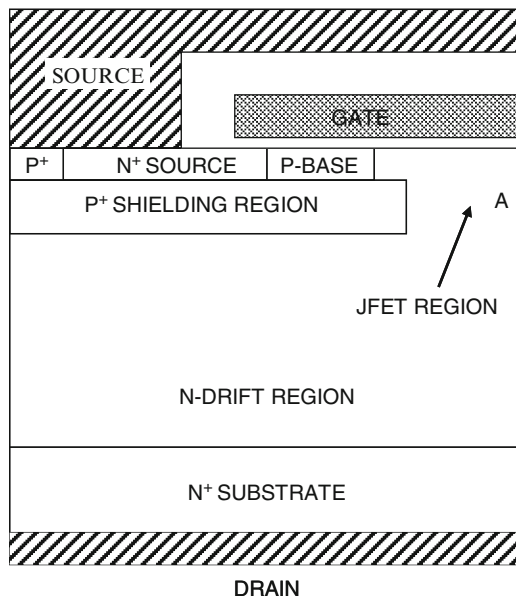 SOURCE
GATE
P+ N+ SOURCE P-BASE
P+ SHIELDING REGION
A
JFET REGION
N-DRIFT REGION
N+ SUBSTRATE
DRAIN